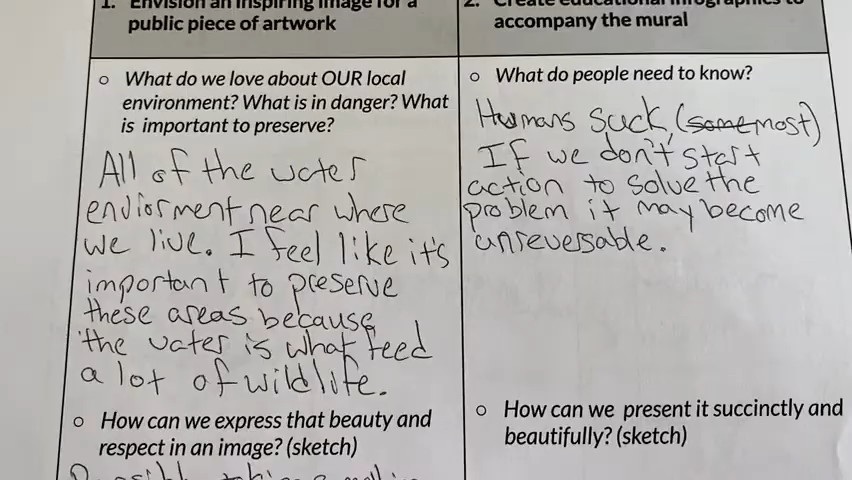 1. Envision an inspiring image for a
public piece of artwork
○ What do we love about OUR local
environment? What is in danger? What
is important to preserve?
All of the water
endiorment near where
we live. I feel like it's
important to preserve
these areas because
the water is what feed
a lot of wildlife.
○ How can we express that beauty and
respect in an image? (sketch)
2. Create educational infographics to
accompany the mural
○ What do people need to know?
Humans suck, (some most)
If we don't start
action to solve the
problem it may become
unreversable.
○ How can we present it succinctly and
beautifully? (sketch)